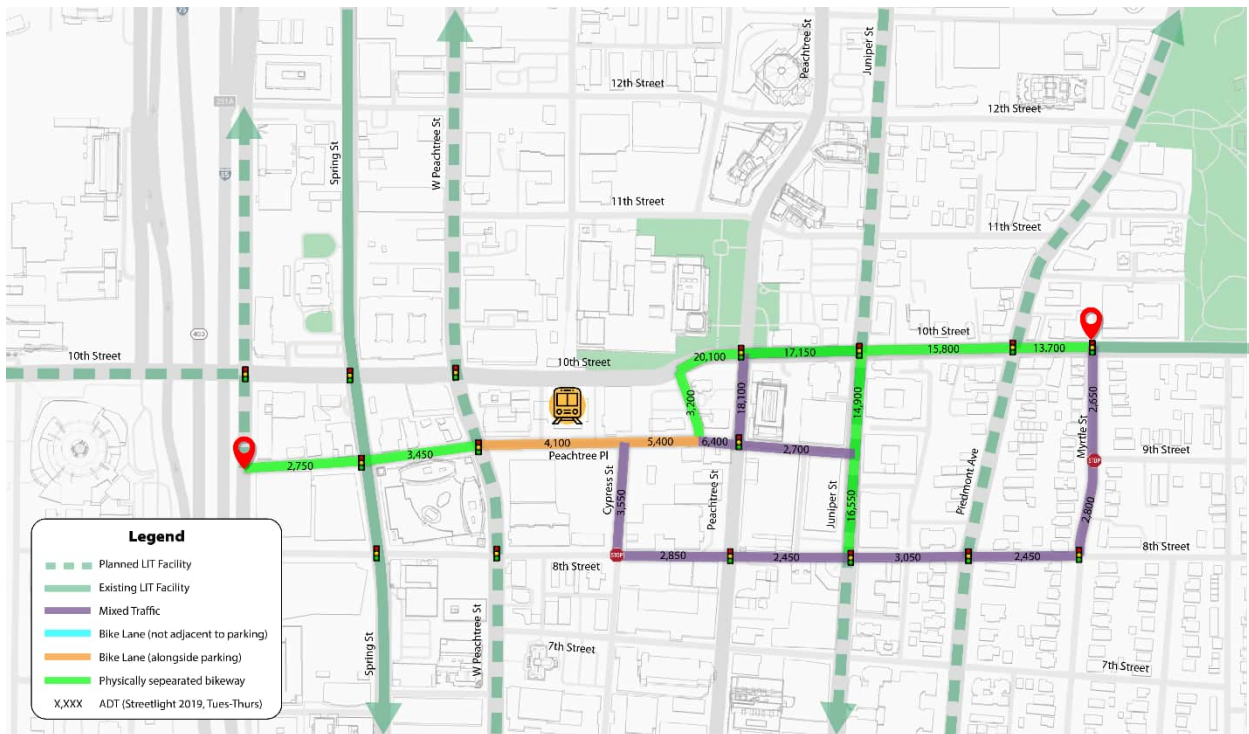 75
12th Street
Peachtree St
Juniper St
W Peachtree St
Spring St
251A
85
12th Street
11th Street
11th Street
403
10th Street
10th Street
10th Street
20,100
17,150
15,800
13,700
Piedmont Ave
3,200
18,100
14,900
2,650
Myrtle St
2,750
3,450
4,100
5,400
6,400
2,700
9th Street
Peachtree Pl
STOP
Cypress St
3,550
Peachtree St
Juniper St
16,550
2,800
STOP
8th Street
2,850
2,450
3,050
2,450
8th Street
W Peachtree St
Spring St
7th Street
7th Street
Legend
Planned LIT Facility
Existing LIT Facility
Mixed Traffic
Bike Lane (not adjacent to parking)
Bike Lane (alongside parking)
Physically sepearated bikeway
X,XXX ADT (Streetlight 2019, Tues-Thurs)